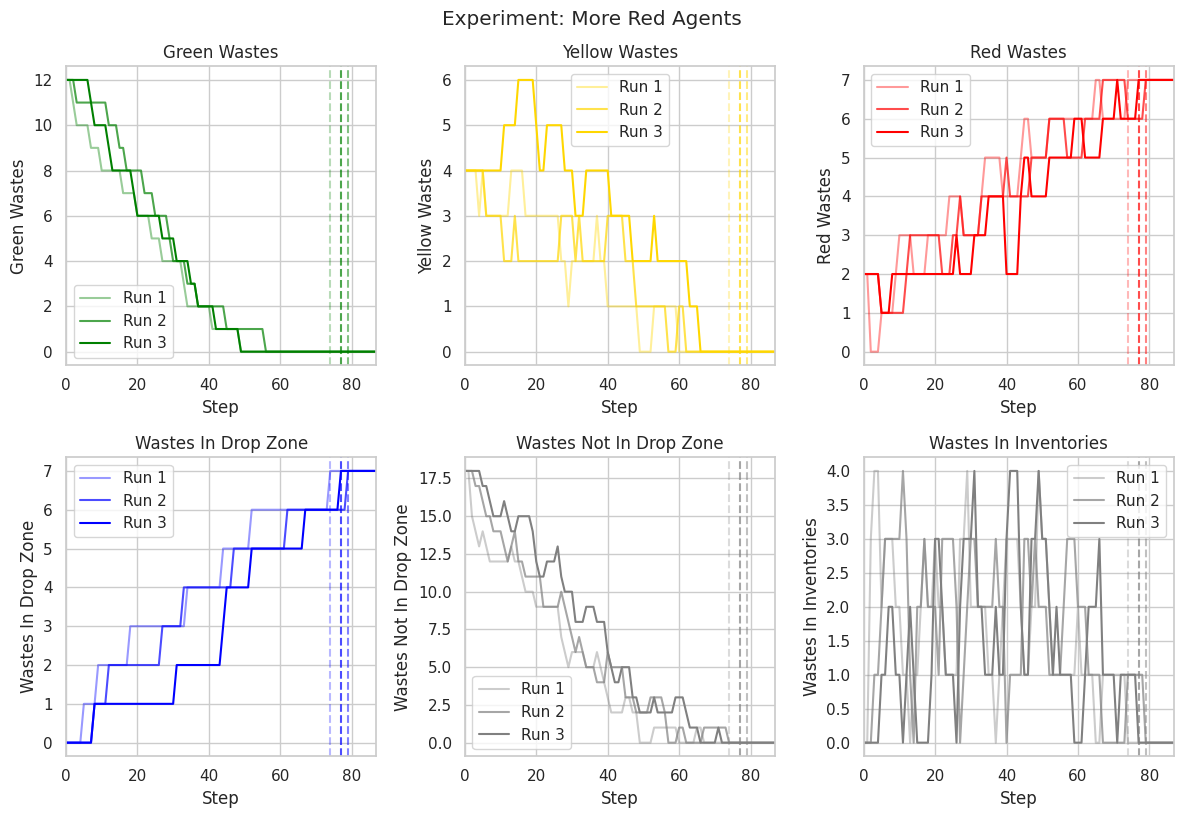 Experiment: More Red Agents
Green Wastes
Green Wastes
12
10
8
6
4
2
0
Run 1
Run 2
Run 3
0
20
40
60
80
Step
Yellow Wastes
Yellow Wastes
6
5
4
3
2
1
0
Run 1
Run 2
Run 3
0
20
40
60
80
Step
Red Wastes
Red Wastes
7
6
5
4
3
2
1
0
Run 1
Run 2
Run 3
0
20
40
60
80
Step
Wastes In Drop Zone
Wastes In Drop Zone
7
6
5
4
3
2
1
0
Run 1
Run 2
Run 3
0
20
40
60
80
Step
Wastes Not In Drop Zone
Wastes Not In Drop Zone
17.5
15.0
12.5
10.0
7.5
5.0
2.5
0.0
Run 1
Run 2
Run 3
0
20
40
60
80
Step
Wastes In Inventories
Wastes In Inventories
4.0
3.5
3.0
2.5
2.0
1.5
1.0
0.5
0.0
Run 1
Run 2
Run 3
0
20
40
60
80
Step